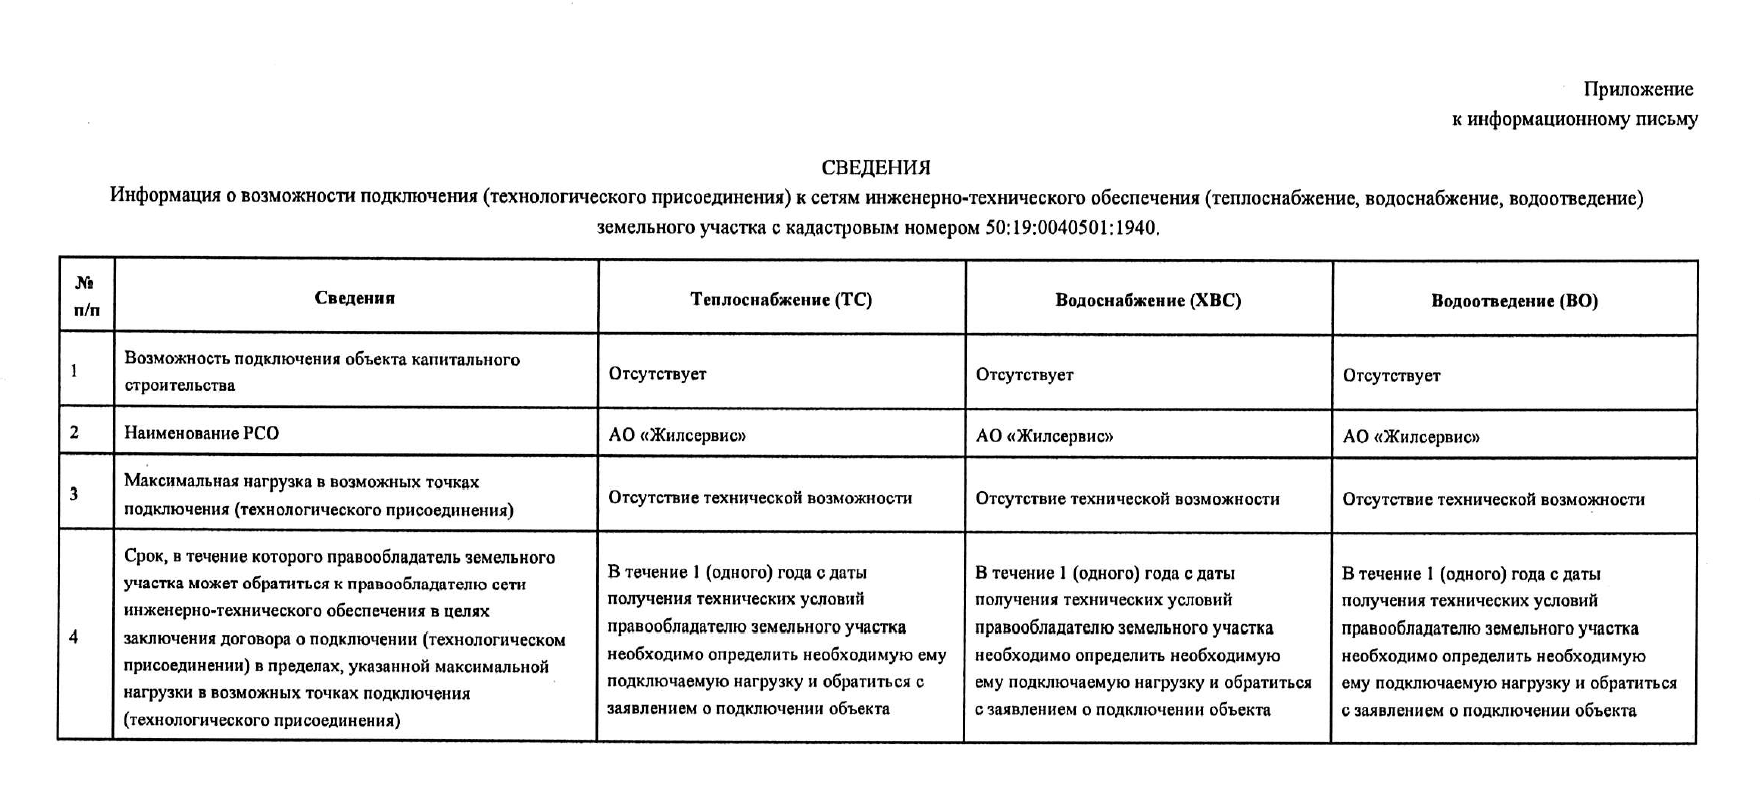 Приложение
к информационному письму
СВЕДЕНИЯ
Информация о возможности подключения (технологического присоединения) к сетям инженерно-технического обеспечения (теплоснабжение, водоснабжение, водоотведение)
земельного участка с кадастровым номером 50:19:0040501:1940.
№
п/п
Сведения
Теплоснабжение (ТС)
Водоснабжение (ХВС)
Водоотведение (ВО)
1
Возможность подключения объекта капитального
строительства
Отсутствует
Отсутствует
Отсутствует
2
Наименование РСО
АО «Жилсервис»
АО «Жилсервис»
АО «Жилсервис»
3
Максимальная нагрузка в возможных точках
подключения (технологического присоединения)
Отсутствие технической возможности
Отсутствие технической возможности
Отсутствие технической возможности
4
Срок, в течение которого правообладатель земельного
участка может обратиться к правообладателю сети
инженерно-технического обеспечения в целях
заключения договора о подключении (технологическом
присоединении) в пределах, указанной максимальной
нагрузки в возможных точках подключения
(технологического присоединения)
В течение 1 (одного) года с даты
получения технических условий
правообладателю земельного участка
необходимо определить необходимую ему
подключаемую нагрузку и обратиться с
заявлением о подключении объекта
В течение 1 (одного) года с даты
получения технических условий
правообладателю земельного участка
необходимо определить необходимую
ему подключаемую нагрузку и обратиться
с заявлением о подключении объекта
В течение 1 (одного) года с даты
получения технических условий
правообладателю земельного участка
необходимо определить необходимую
ему подключаемую нагрузку и обратиться
с заявлением о подключении объекта